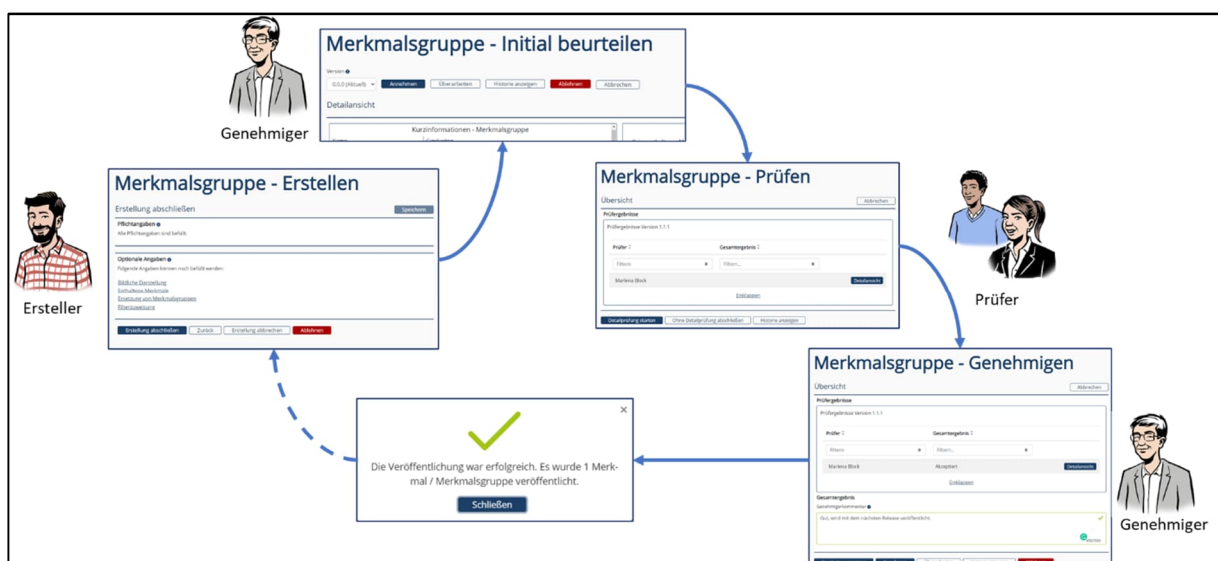 Merkmalsgruppe - Initial beurteilen
Version
0.0.0 (Aktuell)
Annehmen
Überarbeiten
Historie anzeigen
Ablehnen
Abbrechen
Detailansicht
Kurzinformationen - Merkmalsgruppe
Genehmiger
Merkmalsgruppe - Erstellen
Erstellung abschließen
Speichern
Pflichtangaben
Alle Pflichtangaben sind befüllt
Optionale Angaben
Folgende Angaben können noch befüllt werden:
Bildliche Darstellung
Enthaltene Merkmale
Ersetzung von Merkmalsgruppen
Filterzuweisung
Erstellung abschließen
Zurück
Erstellung abbrechen
Ablehnen
Ersteller
Merkmalsgruppe - Prüfen
Übersicht
Abbrechen
Prüfergebnisse
Prüfergebnisse Version 1.1.1
Prüfer
Gesamtergebnis
Filtern
Filtern...
Marlena Block
Detailansicht
Einklappen
Detailprüfung starten
Ohne Detailprüfung abschließen
Historie anzeigen
Prüfer
Merkmalsgruppe - Genehmigen
Übersicht
Abbrechen
Prüfergebnisse
Prüfergebnisse Version 1.1.1
Prüfer
Gesamtergebnis
Filtern
Filtern...
Marlena Block
Akzeptiert
Detailansicht
Einklappen
Gesamtergebnis
Genehmigerkommentar
Gut, wird mit dem nächsten Release veröffentlicht.
Genehmiger
Die Veröffentlichung war erfolgreich. Es wurde 1 Merk-
mal / Merkmalsgruppe veröffentlicht.
Schließen